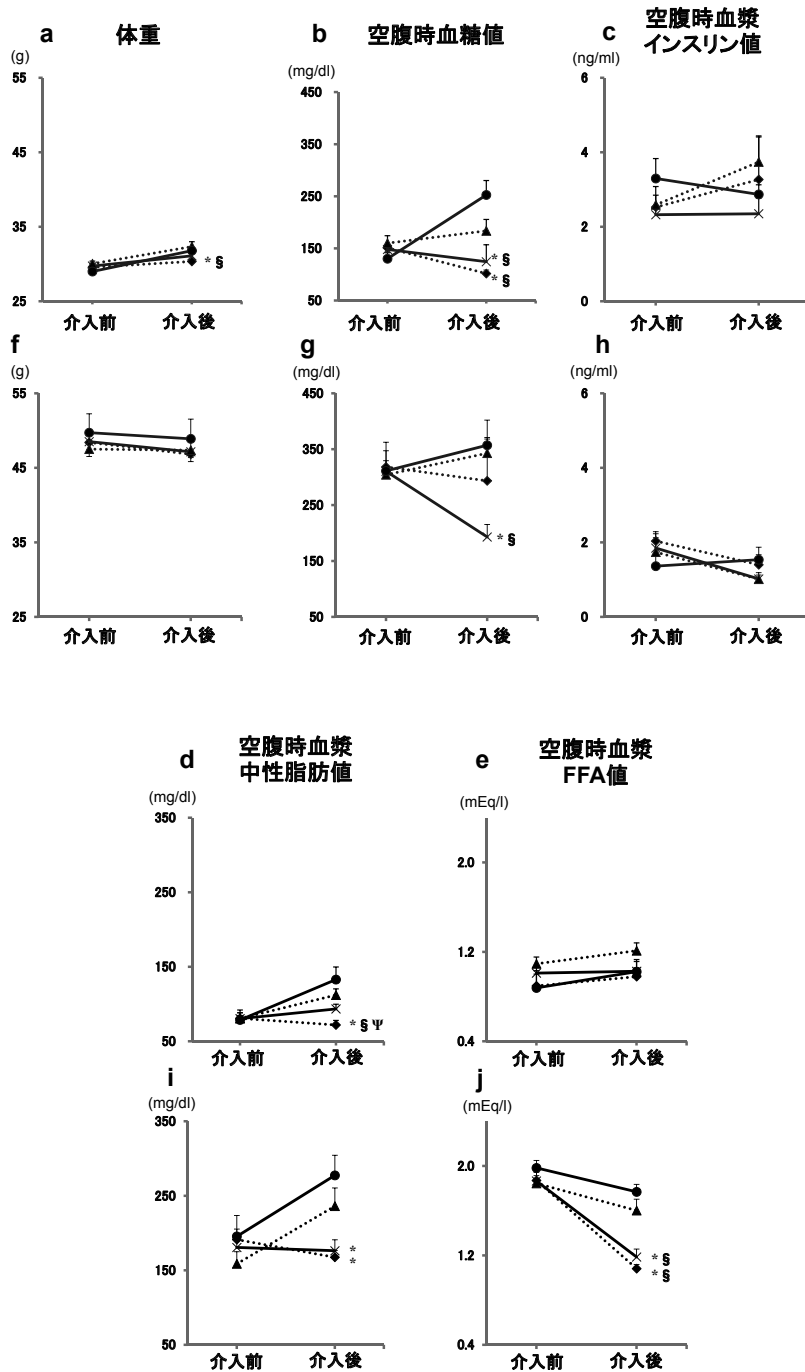 a 体重
(g)
55
45
35
25
* §
介入前 介入後
b 空腹時血糖値
(mg/dl)
450
350
250
150
50
* §
* §
介入前 介入後
c 空腹時血漿
インスリン値
(ng/ml)
6
4
2
0
介入前 介入後
f
(g)
55
45
35
25
介入前 介入後
g
(mg/dl)
450
350
250
150
50
* §
介入前 介入後
h
(ng/ml)
6
4
2
0
介入前 介入後
d 空腹時血漿
中性脂肪値
(mg/dl)
350
250
150
50
* § Ψ
介入前 介入後
e 空腹時血漿
FFA値
(mEq/l)
2.0
1.2
0.4
介入前 介入後
i
(mg/dl)
350
250
150
50
*
*
介入前 介入後
j
(mEq/l)
2.0
1.2
0.4
* §
* §
介入前 介入後